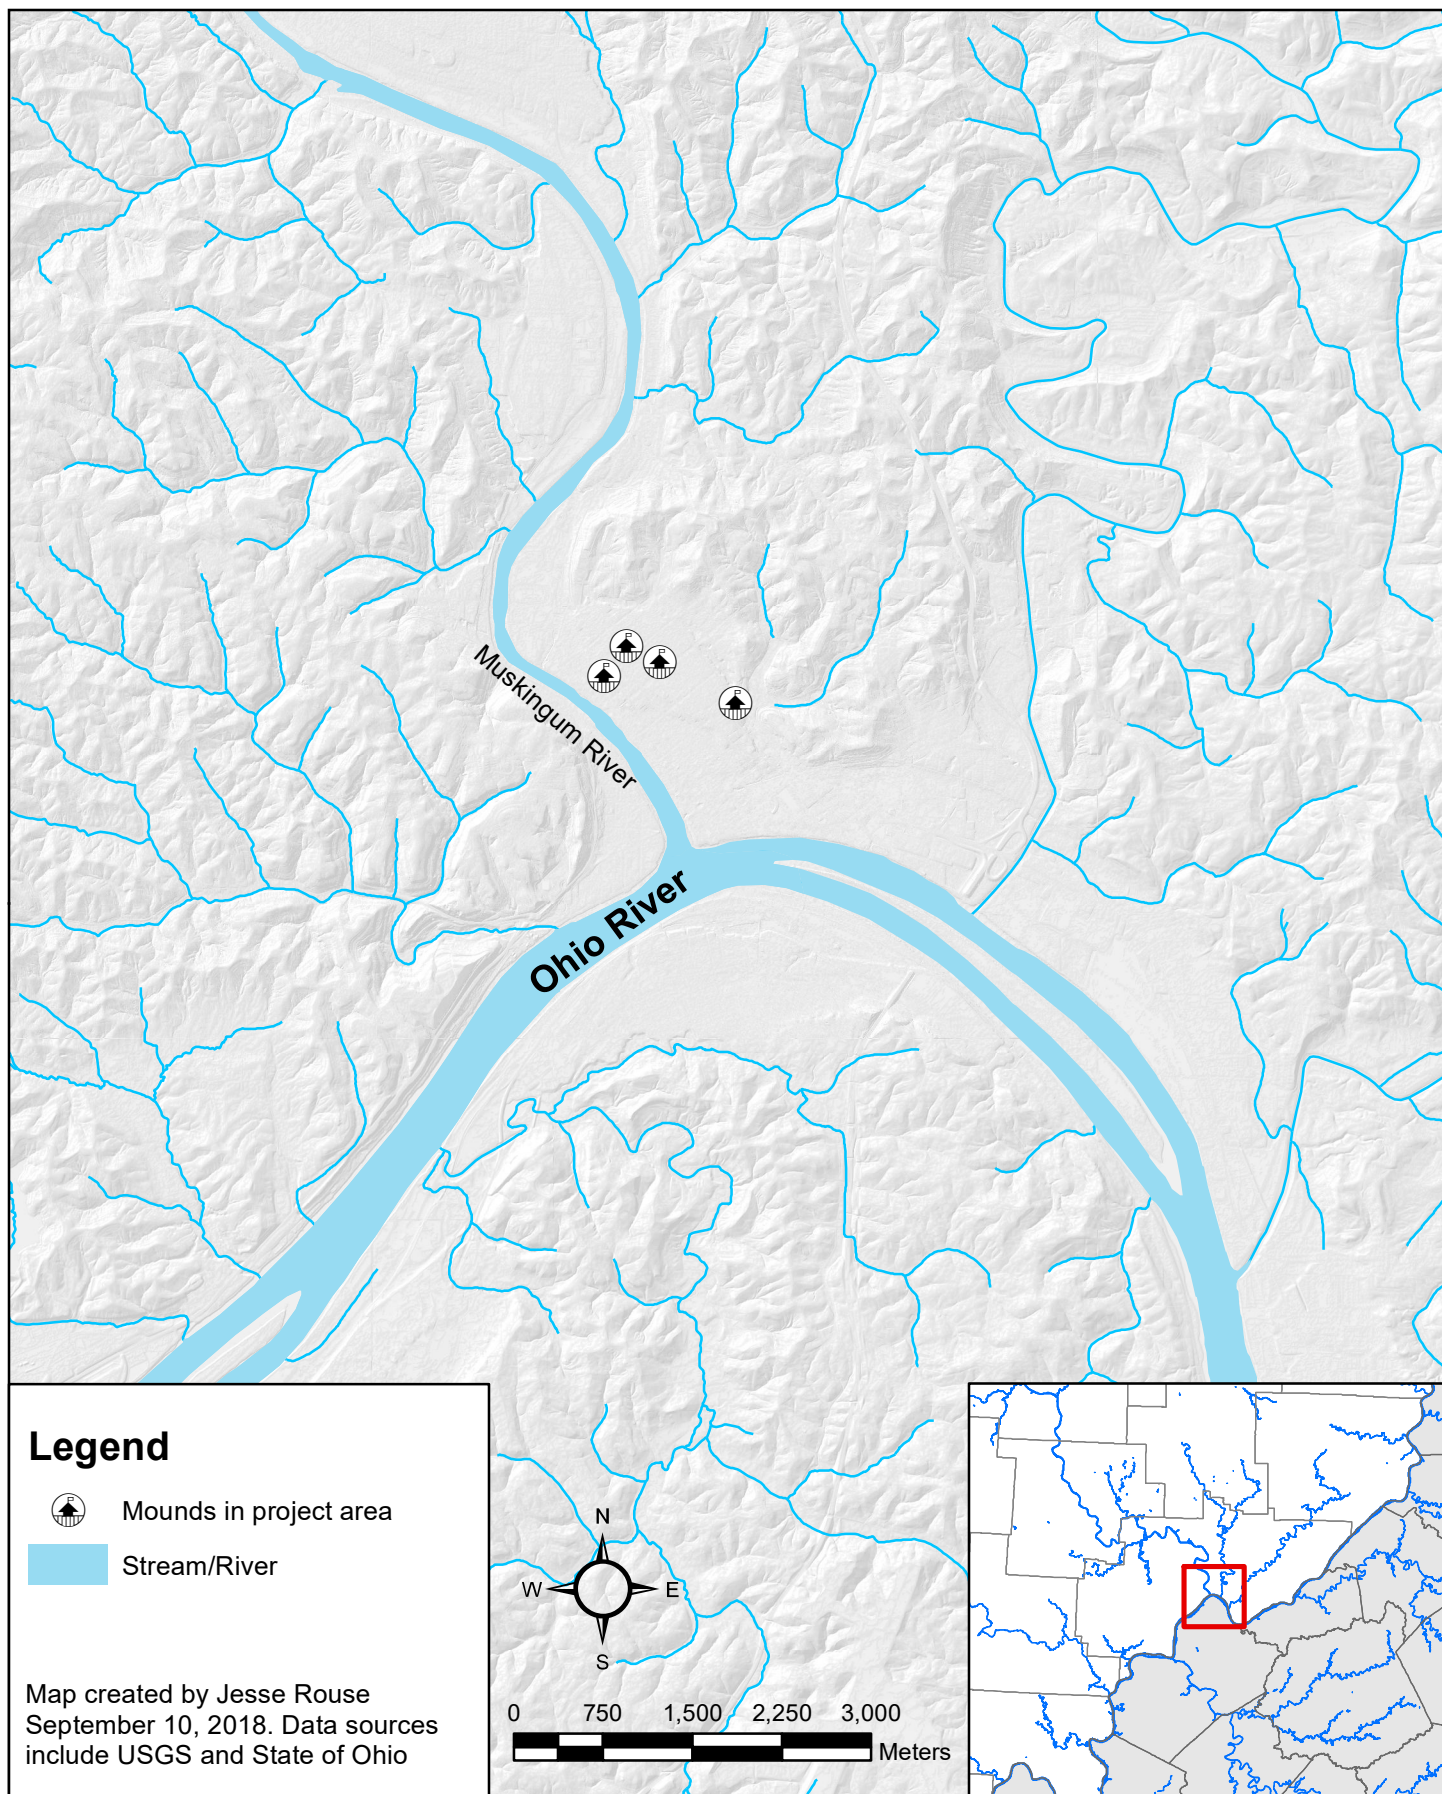 Muskingum River
Ohio River
Legend
Mounds in project area
Stream/River
Map created by Jesse Rouse
September 10, 2018. Data sources
include USGS and State of Ohio
N
W
E
S
0 750 1,500 2,250 3,000
Meters